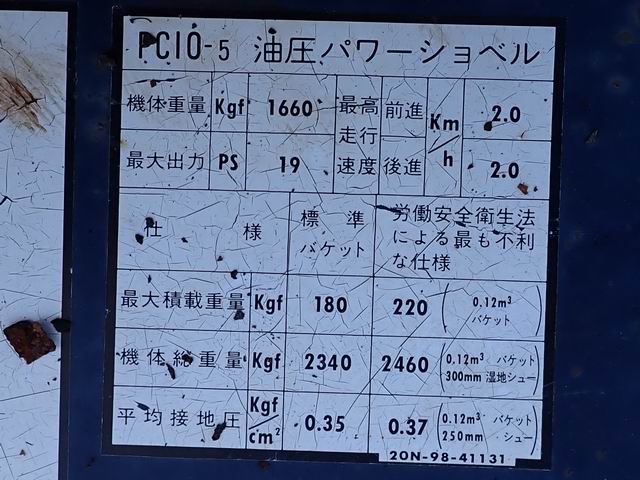 PC10-5 油圧パワーショベル
機体重量 Kgf 1660 最高走行速度 前進 Km/h 2.0
最大出力 PS 19 後進 2.0
仕様 標準バケット 労働安全衛生法による最も不利な仕様
最大積載重量 Kgf 180 220 (0.12m³ バケット)
機体総重量 Kgf 2340 2460 (0.12m³ バケット 300mm 湿地シュー)
平均接地圧 Kgf/cm² 0.35 0.37 (0.12m³ バケット 250mm シュー)
20N-98-41131